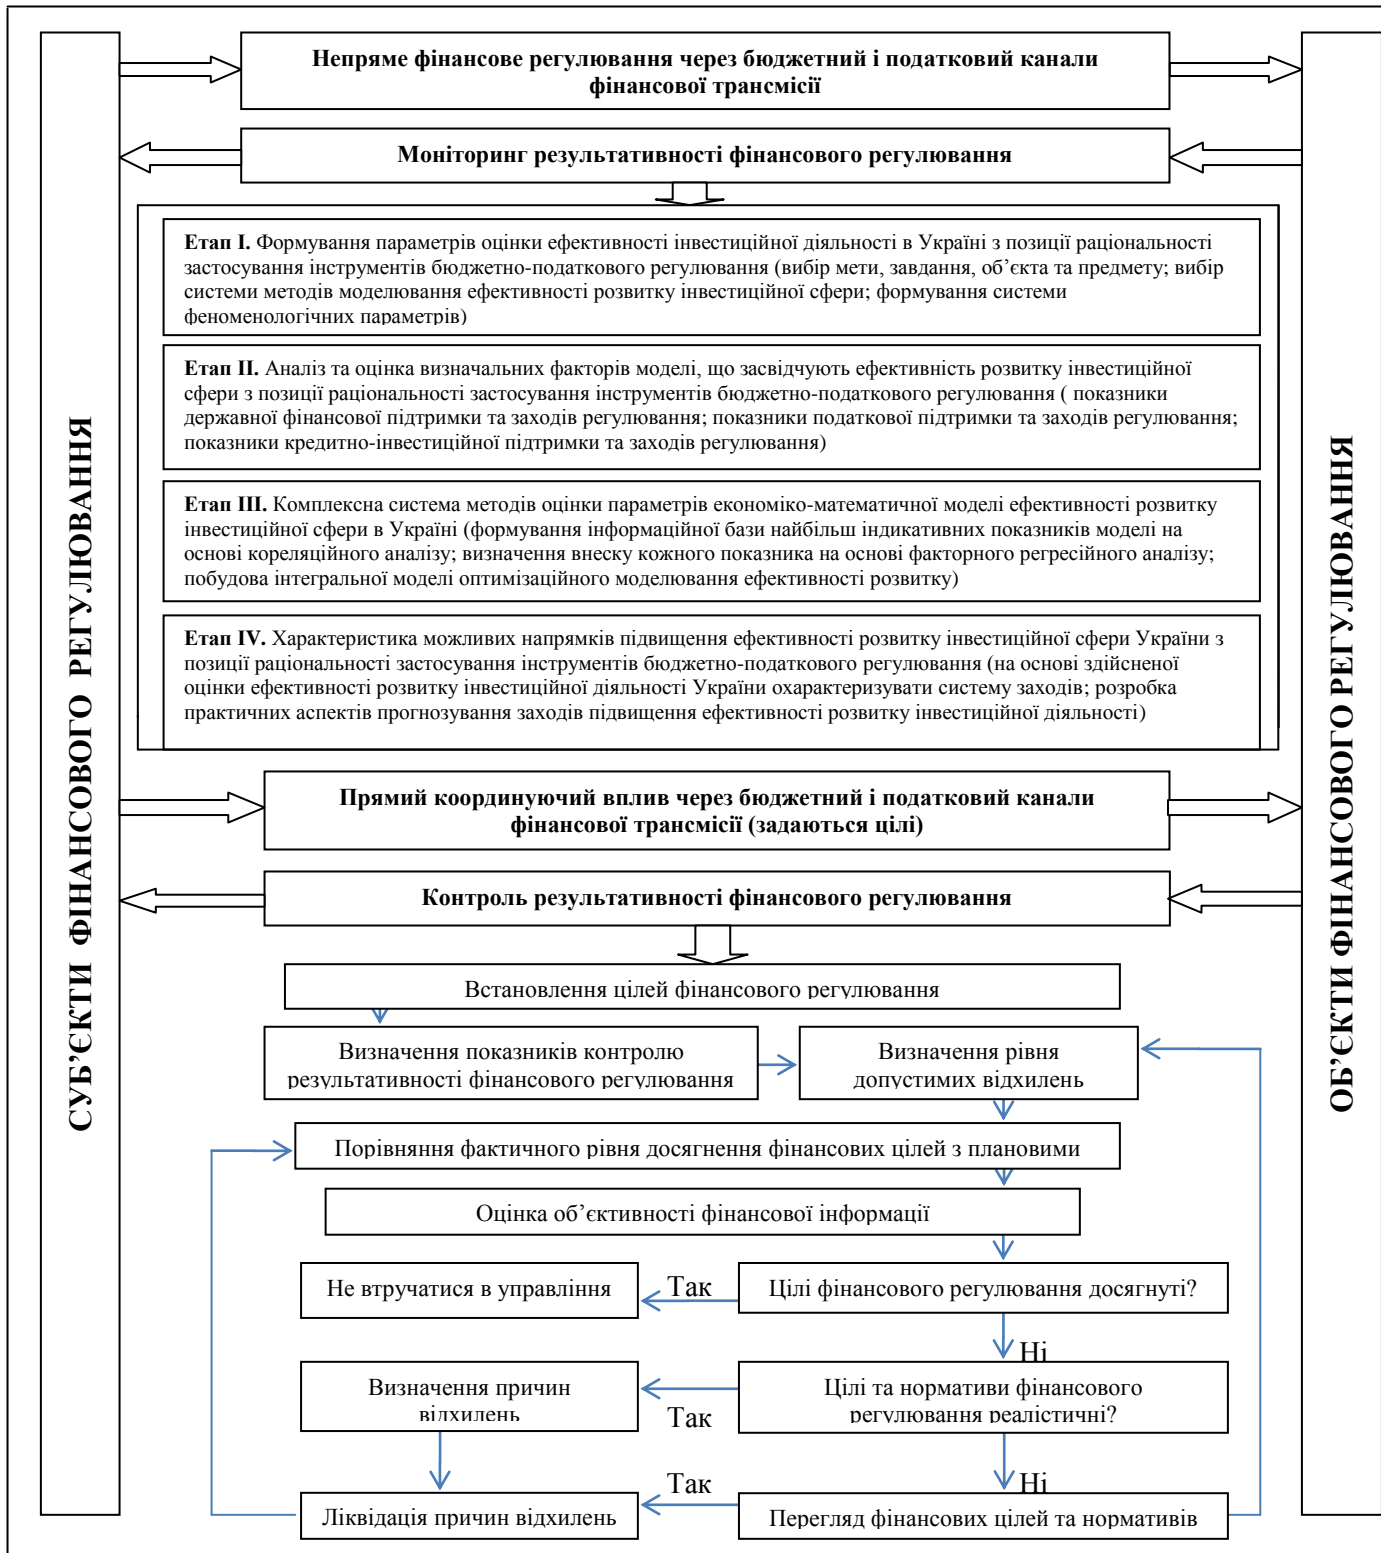 СУБ’ЄКТИ ФІНАНСОВОГО РЕГУЛЮВАННЯ
Непряме фінансове регулювання через бюджетний і податковий канали
фінансової трансмісії
Моніторинг результативності фінансового регулювання
Етап І. Формування параметрів оцінки ефективності інвестиційної діяльності в Україні з позиції раціональності
застосування інструментів бюджетно-податкового регулювання (вибір мети, завдання, об’єкта та предмету; вибір
системи методів моделювання ефективності розвитку інвестиційної сфери; формування системи
феноменологічних параметрів)
Етап ІІ. Аналіз та оцінка визначальних факторів моделі, що засвідчують ефективність розвитку інвестиційної
сфери з позиції раціональності застосування інструментів бюджетно-податкового регулювання ( показники
державної фінансової підтримки та заходів регулювання; показники податкової підтримки та заходів регулювання;
показники кредитно-інвестиційної підтримки та заходів регулювання)
Етап ІІІ. Комплексна система методів оцінки параметрів економіко-математичної моделі ефективності розвитку
інвестиційної сфери в Україні (формування інформаційної бази найбільш індикативних показників моделі на
основі кореляційного аналізу; визначення внеску кожного показника на основі факторного регресійного аналізу;
побудова інтегральної моделі оптимізаційного моделювання ефективності розвитку)
Етап IV. Характеристика можливих напрямків підвищення ефективності розвитку інвестиційної сфери України з
позиції раціональності застосування інструментів бюджетно-податкового регулювання (на основі здійсненої
оцінки ефективності розвитку інвестиційної діяльності України охарактеризувати систему заходів; розробка
практичних аспектів прогнозування заходів підвищення ефективності розвитку інвестиційної діяльності)
Прямий координуючий вплив через бюджетний і податковий канали
фінансової трансмісії (задаються цілі)
Контроль результативності фінансового регулювання
Встановлення цілей фінансового регулювання
Визначення показників контролю
результативності фінансового регулювання
Визначення рівня
допустимих відхилень
Порівняння фактичного рівня досягнення фінансових цілей з плановими
Оцінка об’єктивності фінансової інформації
Не втручатися в управління
Так
Цілі фінансового регулювання досягнуті?
Ні
Визначення причин
відхилень
Так
Цілі та нормативи фінансового
регулювання реалістичні?
Так
Ні
Ліквідація причин відхилень
Перегляд фінансових цілей та нормативів
ОБ’ЄКТИ ФІНАНСОВОГО РЕГУЛЮВАННЯ